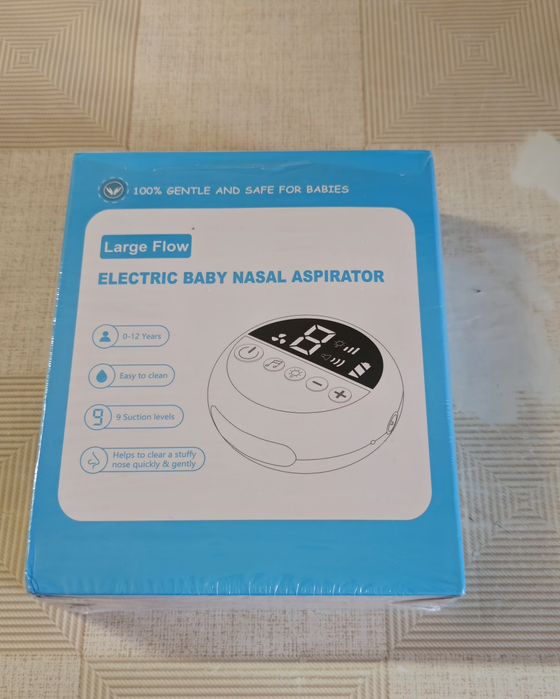 100% GENTLE AND SAFE FOR BABIES
Large Flow
ELECTRIC BABY NASAL ASPIRATOR
0-12 Years
Easy to clean
9 Suction levels
Helps to clear a stuffy
nose quickly & gently
8